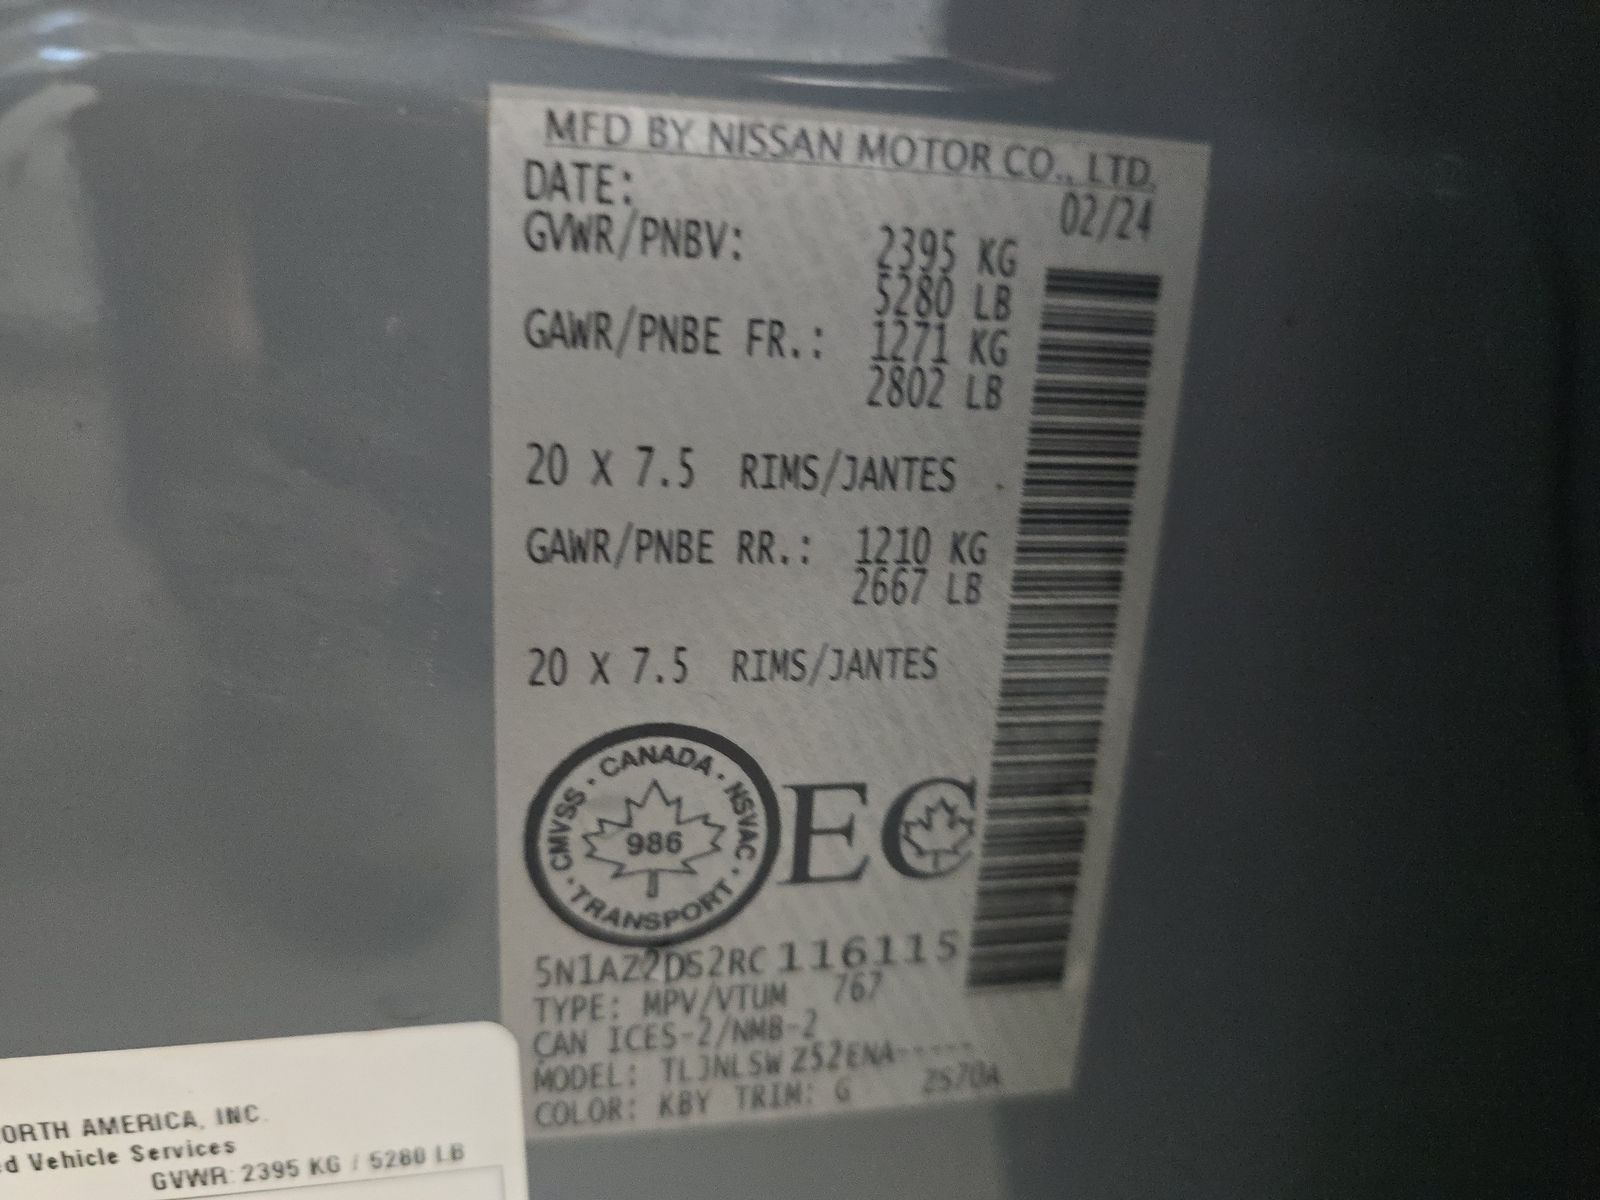 MFD BY NISSAN MOTOR CO., LTD.
DATE: 02/24
GVWR/PNBV: 2395 KG
5280 LB
GAWR/PNBE FR.: 1271 KG
2802 LB
20 X 7.5 RIMS/JANTES
GAWR/PNBE RR.: 1210 KG
2667 LB
20 X 7.5 RIMS/JANTES
CANADA · NSVAC · TRANSPORT · CMVSS ·
986
EC
5N1AZ2DS2RC116115
TYPE: MPV/VTUM 767
CAN ICES-2/NMB-2
MODEL: TLJNLSW Z52ENA-----
COLOR: KBY TRIM: G ZS70A
ORTH AMERICA, INC.
d Vehicle Services
GVWR: 2395 KG / 5280 LB